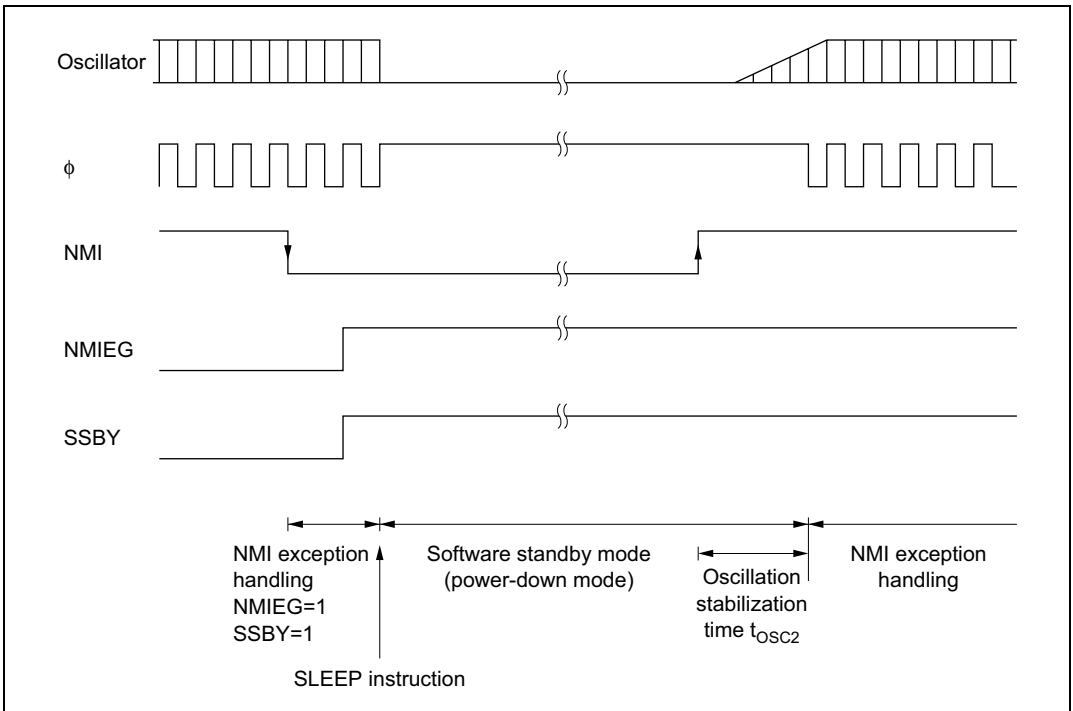 Oscillator
ϕ
NMI
NMIEG
SSBY
NMI exception
handling
NMIEG=1
SSBY=1
Software standby mode
(power-down mode)
Oscillation
stabilization
time tOSC2
NMI exception
handling
SLEEP instruction